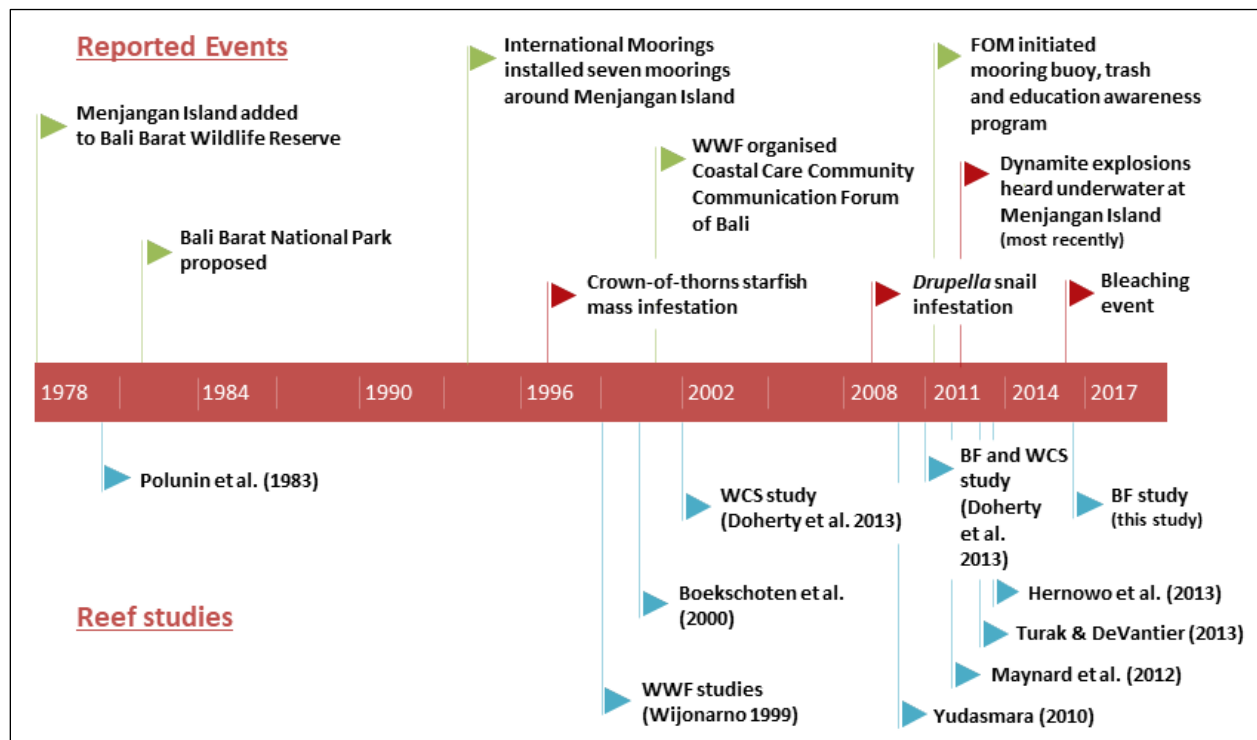 Reported Events
Menjangan Island added
to Bali Barat Wildlife Reserve
Bali Barat National Park
proposed
International Moorings
installed seven moorings
around Menjangan Island
Crown-of-thorns starfish
mass infestation
WWF organised
Coastal Care Community
Communication Forum
of Bali
Drupella snail
infestation
FOM initiated
mooring buoy, trash
and education awareness
program
Dynamite explosions
heard underwater at
Menjangan Island
(most recently)
Bleaching
event
1978 1984 1990 1996 2002 2008 2011 2014 2017
Polunin et al. (1983)
WWF studies
(Wijonarno 1999)
Boekschoten et al.
(2000)
WCS study
(Doherty et al. 2013)
Yudasmara (2010)
BF and WCS
study
(Doherty
et al.
2013)
Maynard et al. (2012)
Turak & DeVantier (2013)
Hernowo et al. (2013)
BF study
(this study)
Reef studies